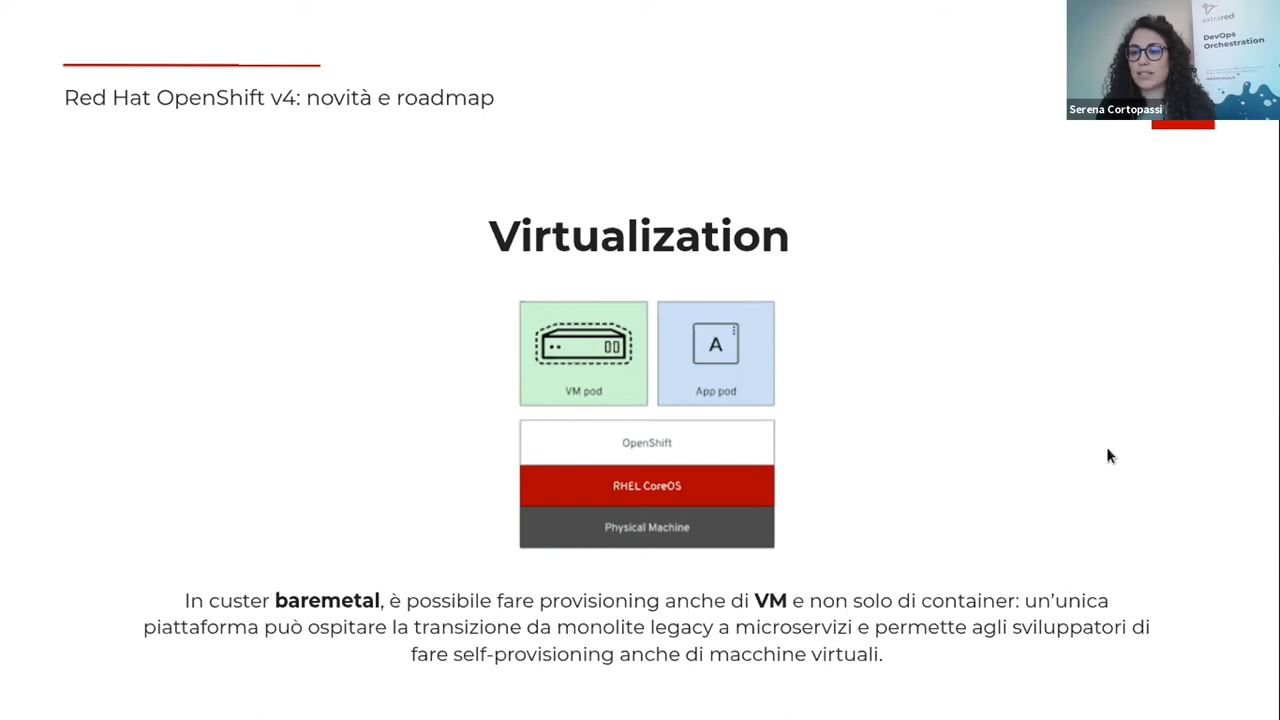 Red Hat OpenShift v4: novità e roadmap
extrared
DevOps
Orchestration
Serena Cortopassi
Virtualization
VM pod
A
App pod
OpenShift
RHEL CoreOS
Physical Machine
In custer baremetal, è possibile fare provisioning anche di VM e non solo di container: un’unica
piattaforma può ospitare la transizione da monolite legacy a microservizi e permette agli sviluppatori di
fare self-provisioning anche di macchine virtuali.